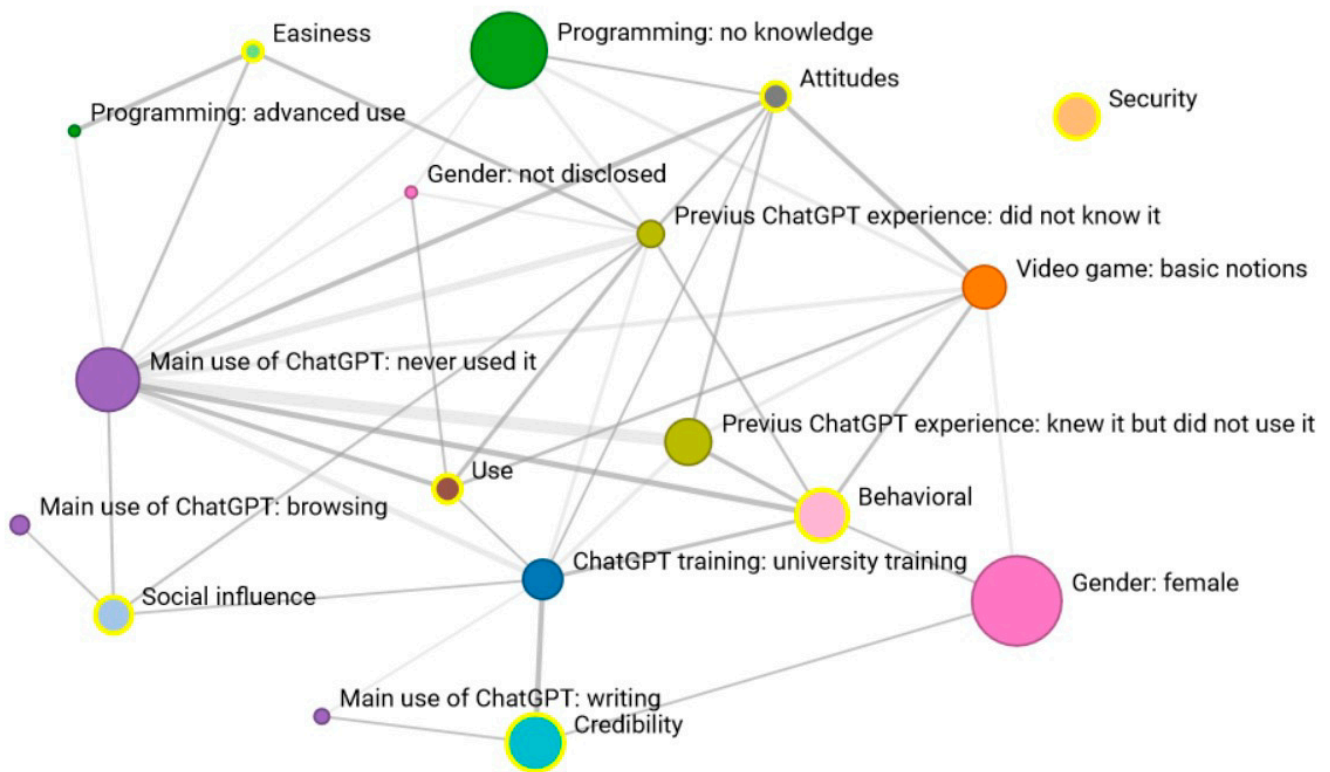 Easiness
Programming: no knowledge
Attitudes
Security
Programming: advanced use
Gender: not disclosed
Previus ChatGPT experience: did not know it
Video game: basic notions
Main use of ChatGPT: never used it
Previus ChatGPT experience: knew it but did not use it
Use
Behavioral
Main use of ChatGPT: browsing
ChatGPT training: university training
Gender: female
Social influence
Main use of ChatGPT: writing
Credibility